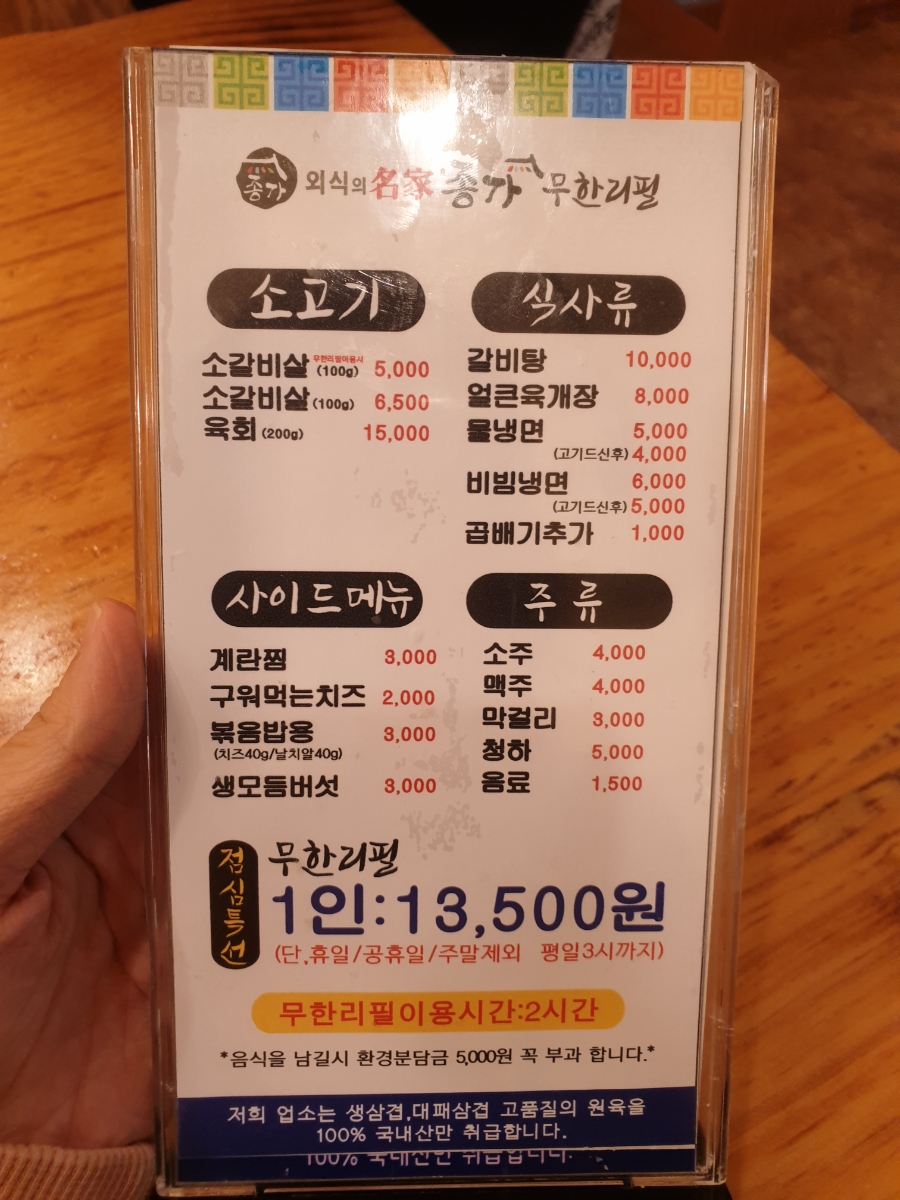 종가 외식의 名家 종가 무한리필
소고기
소갈비살 무한리필이용시 (100g) 5,000
소갈비살 (100g) 6,500
육회 (200g) 15,000
식사류
갈비탕 10,000
얼큰육개장 8,000
물냉면 5,000
(고기드신후) 4,000
비빔냉면 6,000
(고기드신후) 5,000
곱배기추가 1,000
사이드메뉴
계란찜 3,000
구워먹는치즈 2,000
볶음밥용 3,000
(치즈40g/날치알40g)
생모듬버섯 3,000
주류
소주 4,000
맥주 4,000
막걸리 3,000
청하 5,000
음료 1,500
점심특선
무한리필
1인:13,500원
(단,휴일/공휴일/주말제외 평일3시까지)
무한리필이용시간:2시간
*음식을 남길시 환경분담금 5,000원 꼭 부과 합니다.*
저희 업소는 생삼겹,대패삼겹 고품질의 원육을
100% 국내산만 취급합니다.
100% 국내산만 취급합니다.